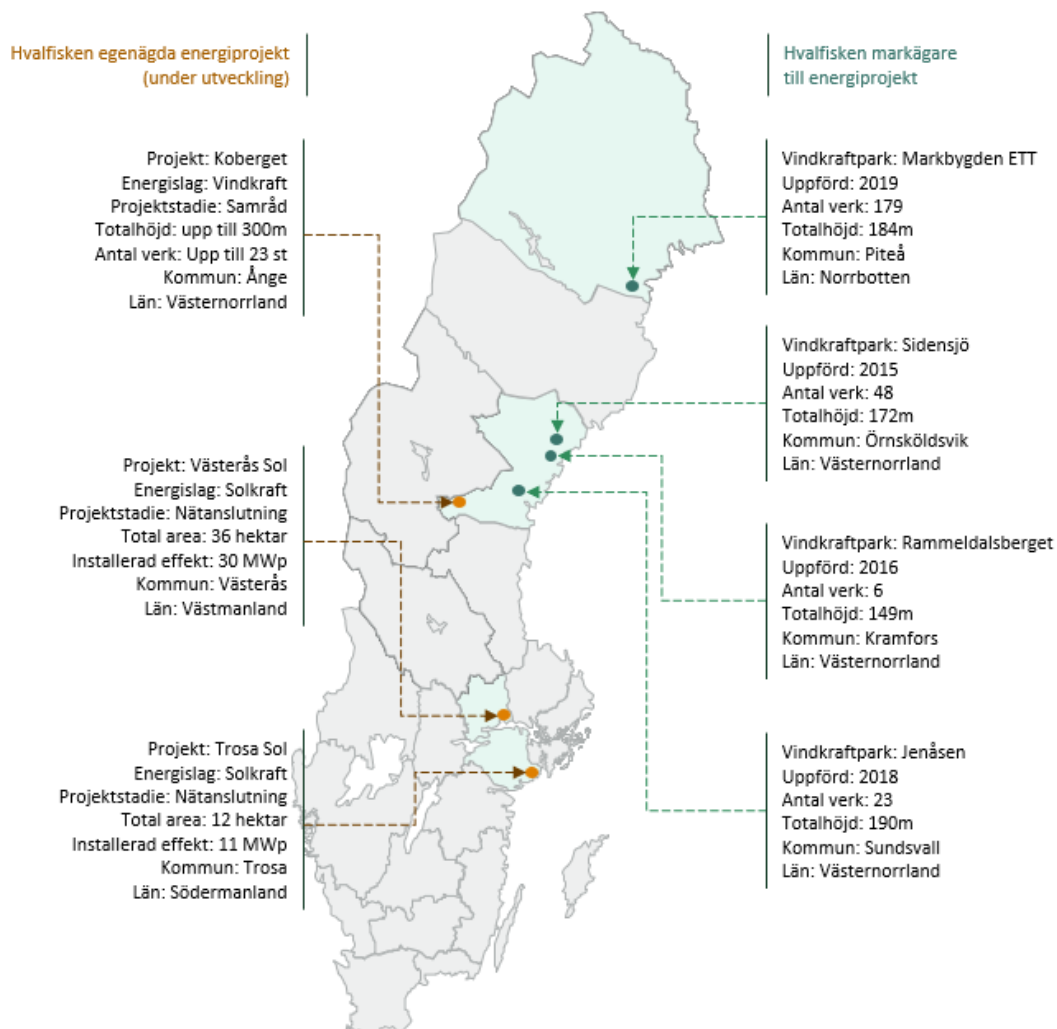 Hvalfisken egenägda energiprojekt
(under utveckling)
Projekt: Koberget
Energislag: Vindkraft
Projektstadie: Samråd
Totalhöjd: upp till 300m
Antal verk: Upp till 23 st
Kommun: Ånge
Län: Västernorrland
Projekt: Västerås Sol
Energislag: Solkraft
Projektstadie: Nätanslutning
Total area: 36 hektar
Installerad effekt: 30 MWp
Kommun: Västerås
Län: Västmanland
Projekt: Trosa Sol
Energislag: Solkraft
Projektstadie: Nätanslutning
Total area: 12 hektar
Installerad effekt: 11 MWp
Kommun: Trosa
Län: Södermanland
Hvalfisken markägare
till energiprojekt
Vindkraftpark: Markbygden ETT
Uppförd: 2019
Antal verk: 179
Totalhöjd: 184m
Kommun: Piteå
Län: Norrbotten
Vindkraftpark: Sidensjö
Uppförd: 2015
Antal verk: 48
Totalhöjd: 172m
Kommun: Örnsköldsvik
Län: Västernorrland
Vindkraftpark: Rammeldalsberget
Uppförd: 2016
Antal verk: 6
Totalhöjd: 149m
Kommun: Kramfors
Län: Västernorrland
Vindkraftpark: Jenåsen
Uppförd: 2018
Antal verk: 23
Totalhöjd: 190m
Kommun: Sundsvall
Län: Västernorrland